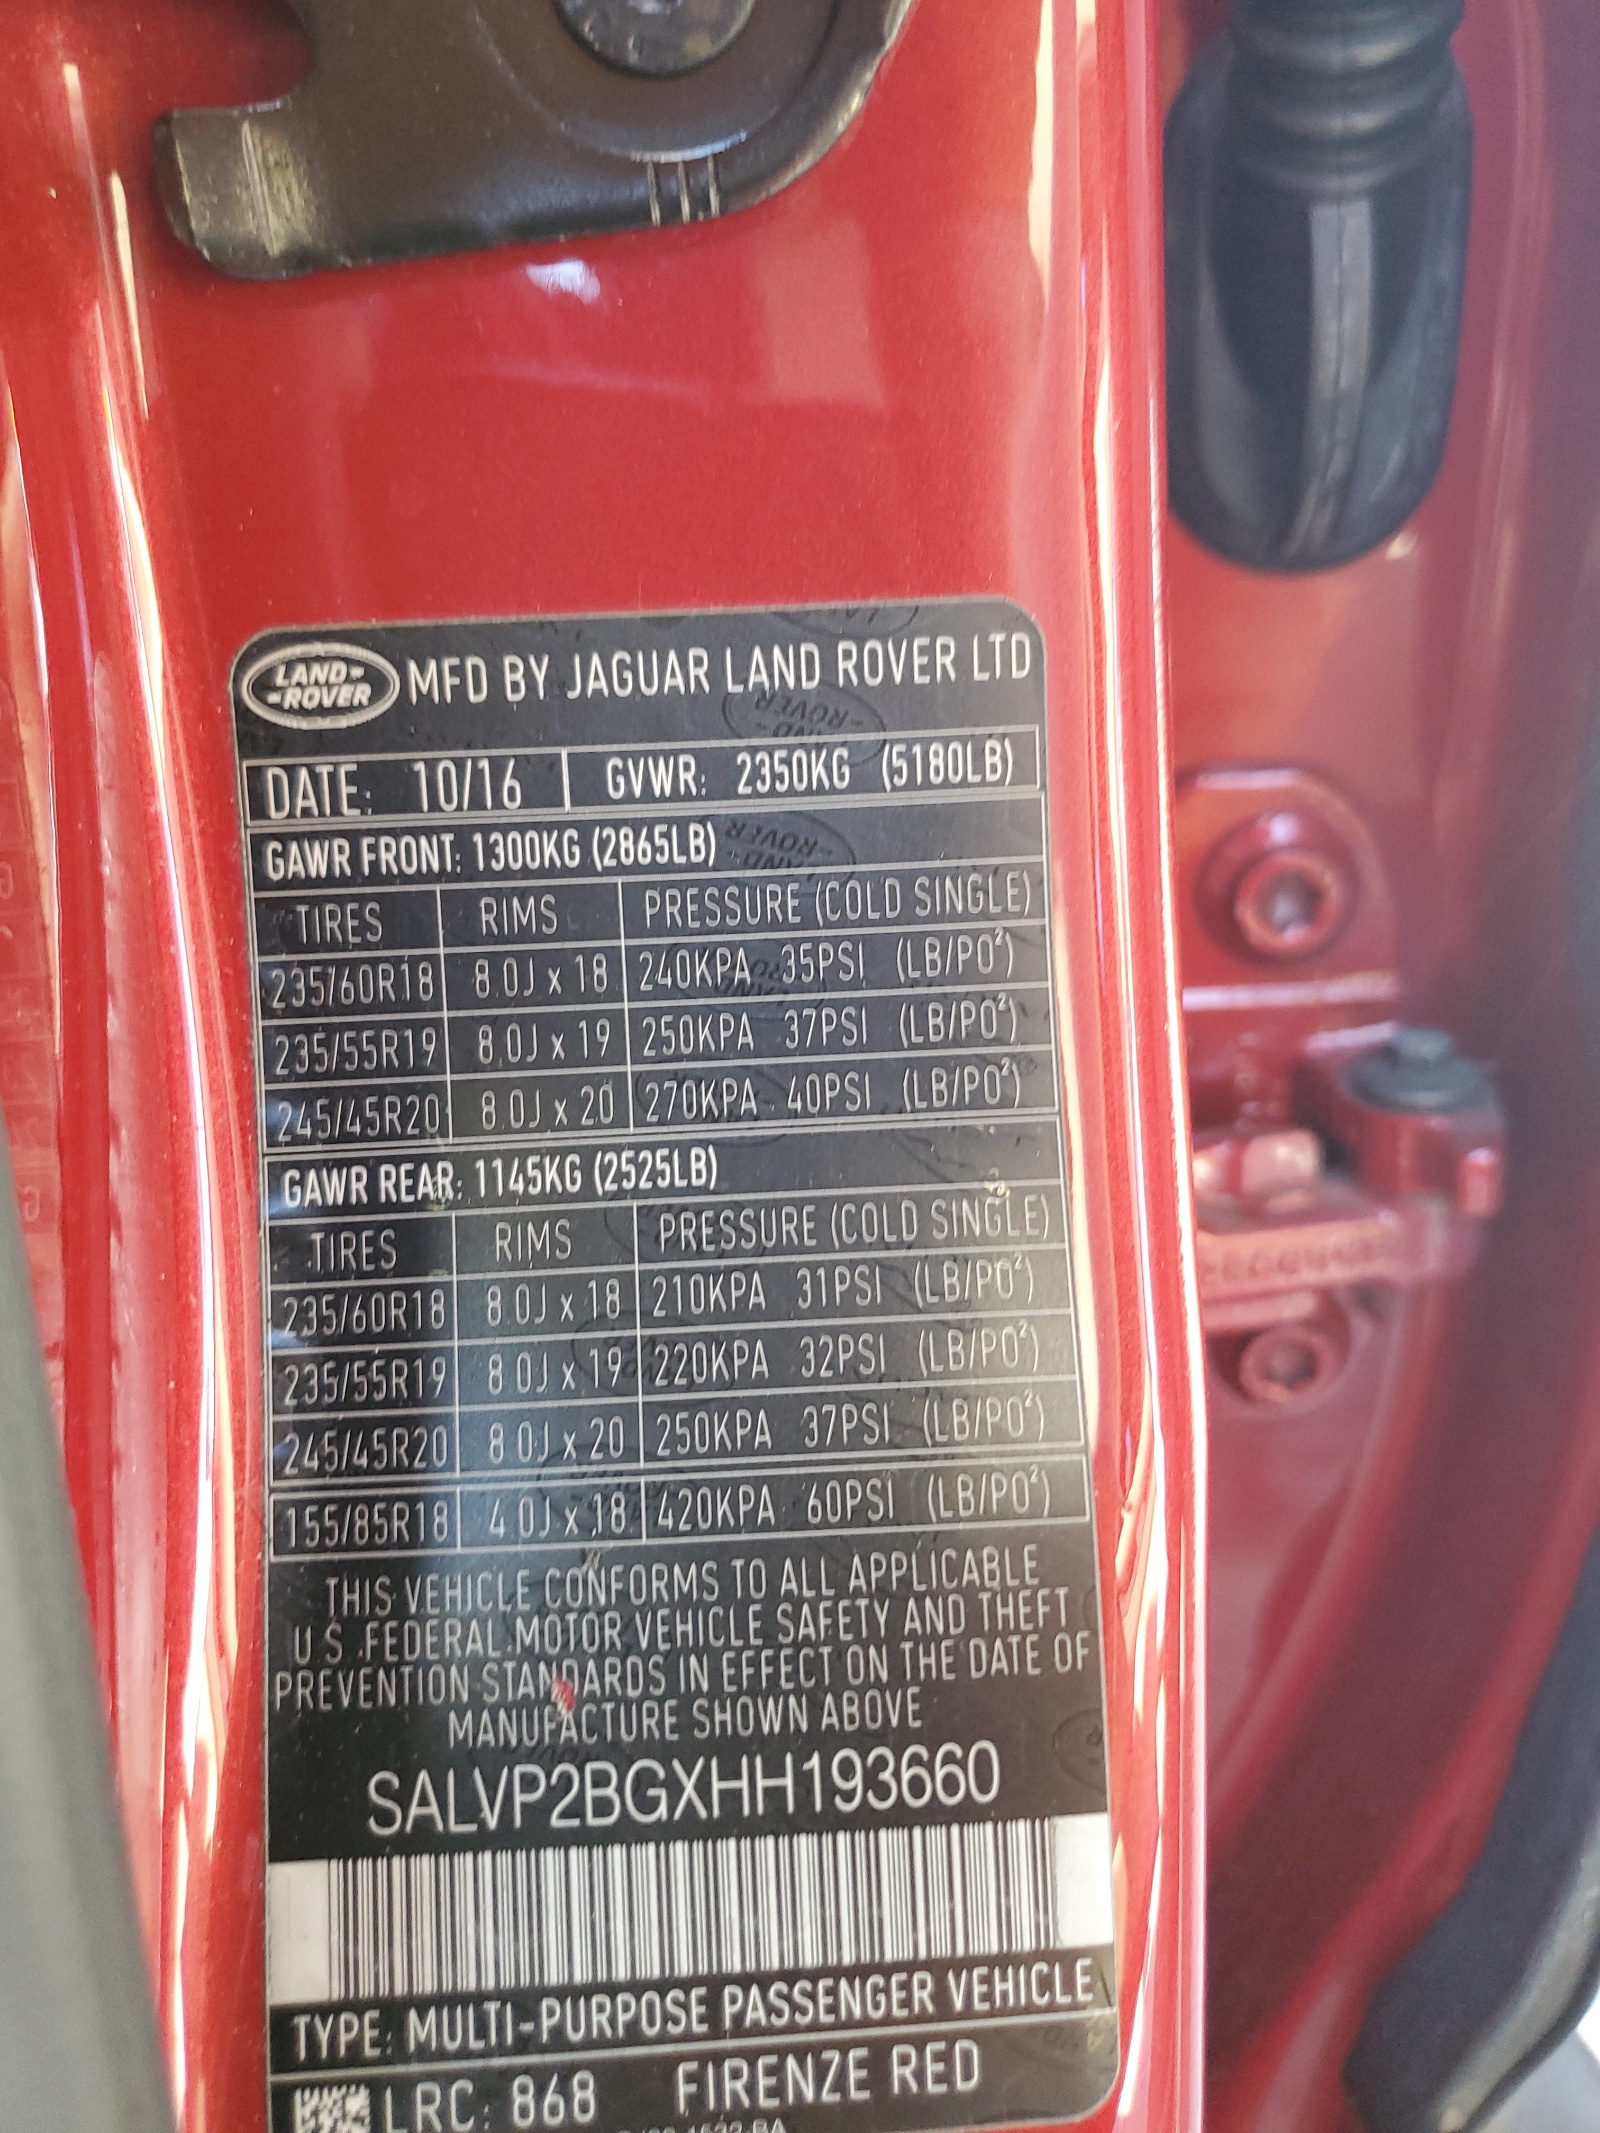 LAND-
-ROVER MFD BY JAGUAR LAND ROVER LTD
DATE: 10/16 GVWR: 2350KG (5180LB)
GAWR FRONT: 1300KG (2865LB)
TIRES RIMS PRESSURE (COLD SINGLE)
235/60R18 8.0J x 18 240KPA 35PSI (LB/PO²)
235/55R19 8.0J x 19 250KPA 37PSI (LB/PO²)
245/45R20 8.0J x 20 270KPA 40PSI (LB/PO²)
GAWR REAR: 1145KG (2525LB)
TIRES RIMS PRESSURE (COLD SINGLE)
235/60R18 8.0J x 18 210KPA 31PSI (LB/PO²)
235/55R19 8.0J x 19 220KPA 32PSI (LB/PO²)
245/45R20 8.0J x 20 250KPA 37PSI (LB/PO²)
155/85R18 4.0J x 18 420KPA 60PSI (LB/PO²)
THIS VEHICLE CONFORMS TO ALL APPLICABLE
U.S. FEDERAL MOTOR VEHICLE SAFETY AND THEFT
PREVENTION STANDARDS IN EFFECT ON THE DATE OF
MANUFACTURE SHOWN ABOVE
SALVP2BGXHH193660
TYPE: MULTI-PURPOSE PASSENGER VEHICLE
LRC: 868 FIRENZE RED